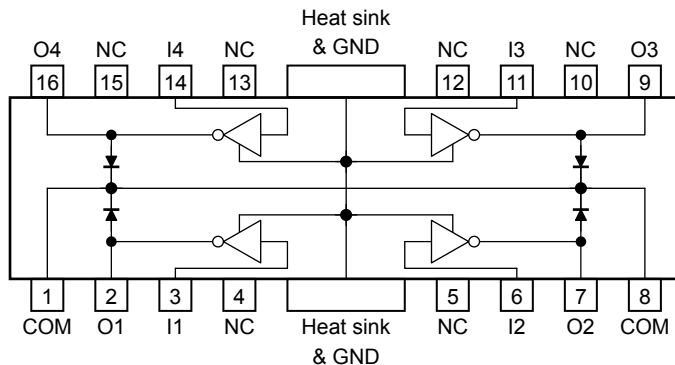 Heat sink
& GND
O4 NC I4 NC NC I3 NC O3
16 15 14 13 12 11 10 9
1 2 3 4 5 6 7 8
COM O1 I1 NC Heat sink NC I2 O2 COM
& GND